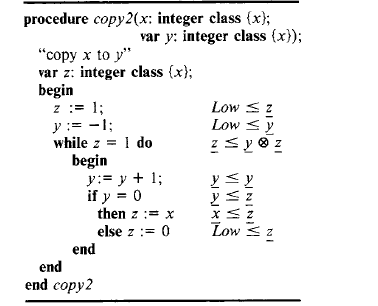 procedure copy2(x: integer class {x};
var y: integer class {x});
"copy x to y"
var z: integer class {x};
begin
z := 1; Low ≤ z
y := −1; Low ≤ y
while z = 1 do z ≤ y ⊗ z
begin
y:= y + 1; y ≤ y
if y = 0 y ≤ z
then z := x x ≤ z
else z := 0 Low ≤ z
end
end
end copy2